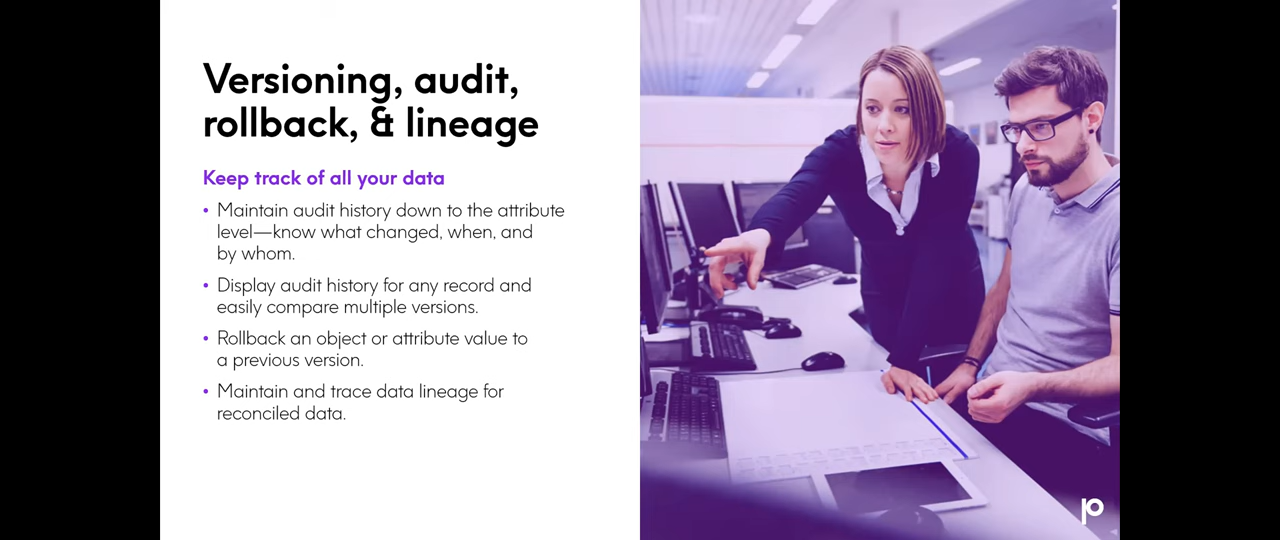 Versioning, audit,
rollback, & lineage
Keep track of all your data
• Maintain audit history down to the attribute
level—know what changed, when, and
by whom.
• Display audit history for any record and
easily compare multiple versions.
• Rollback an object or attribute value to
a previous version.
• Maintain and trace data lineage for
reconciled data.